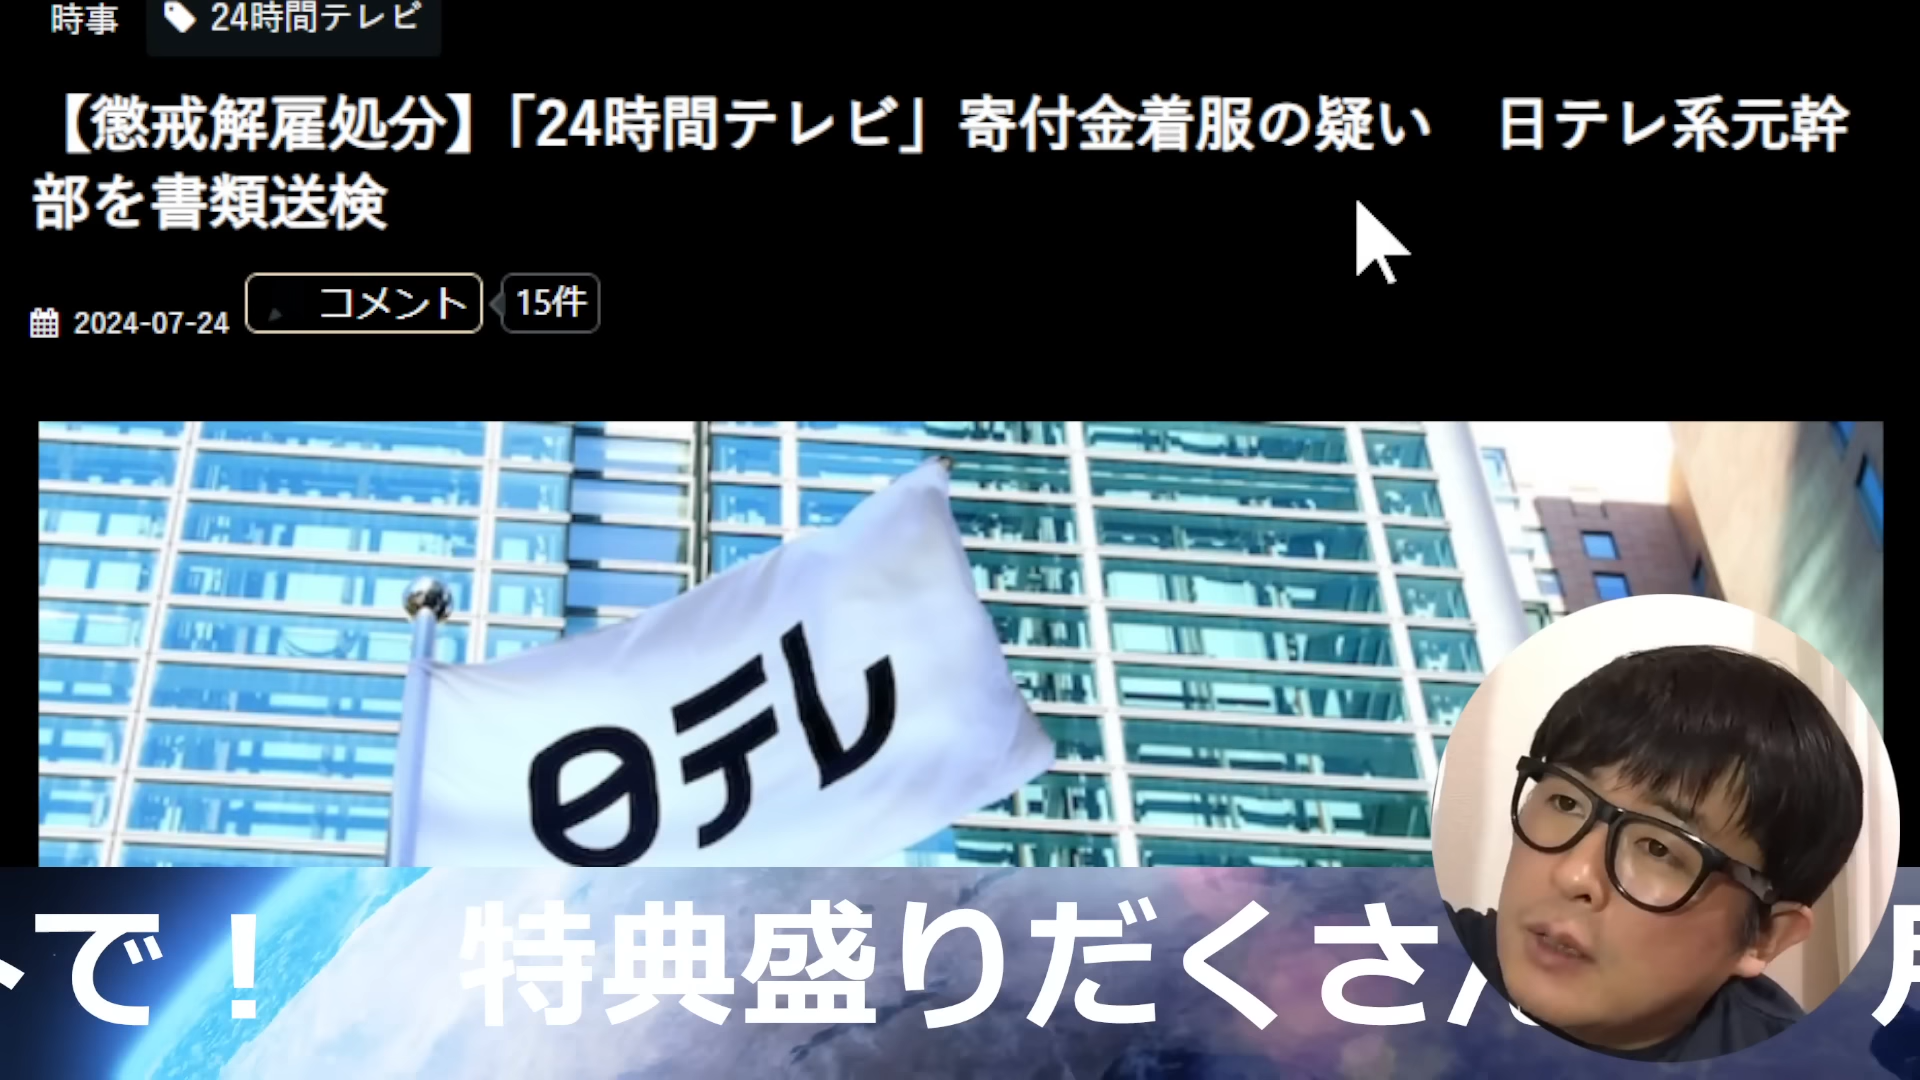 時事
24時間テレビ
【懲戒解雇処分】「24時間テレビ」寄付金着服の疑い　日テレ系元幹
部を書類送検
2024-07-24
コメント
15件
日テレ
トで！　特典盛りだくさん